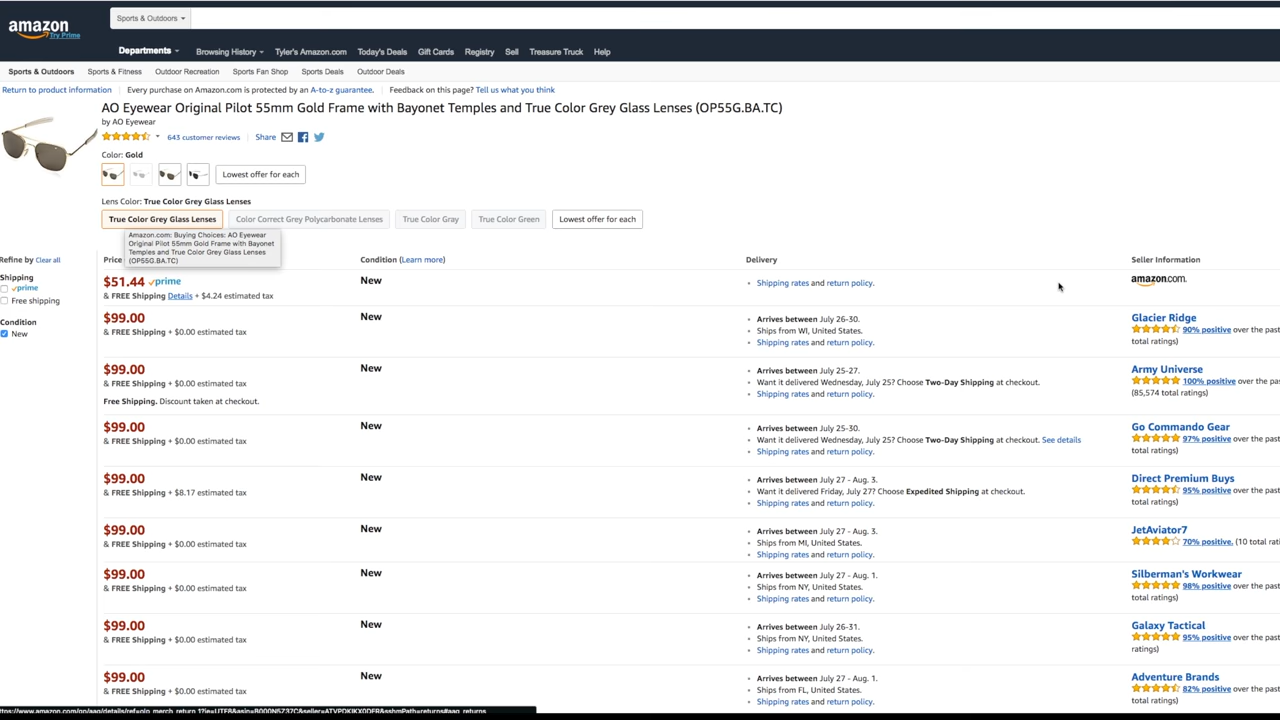 amazon
Try Prime
Sports & Outdoors
Departments
Browsing History
Tyler's Amazon.com
Today's Deals
Gift Cards
Registry
Sell
Treasure Truck
Help
Sports & Outdoors
Sports & Fitness
Outdoor Recreation
Sports Fan Shop
Sports Deals
Outdoor Deals
Return to product information
Every purchase on Amazon.com is protected by an A-to-z guarantee.
Feedback on this page? Tell us what you think
AO Eyewear Original Pilot 55mm Gold Frame with Bayonet Temples and True Color Grey Glass Lenses (OP55G.BA.TC)
by AO Eyewear
643 customer reviews
Share
Color: Gold
Lowest offer for each
Lens Color: True Color Grey Glass Lenses
True Color Grey Glass Lenses
Color Correct Grey Polycarbonate Lenses
True Color Gray
True Color Green
Lowest offer for each
Amazon.com: Buying Choices: AO Eyewear
Original Pilot 55mm Gold Frame with Bayonet
Temples and True Color Grey Glass Lenses
(OP55G.BA.TC)
Refine by Clear all
Shipping
prime
Free shipping
Condition
New
Price
Condition (Learn more)
Delivery
Seller Information
$51.44 prime
& FREE Shipping Details + $4.24 estimated tax
New
Shipping rates and return policy.
amazon.com.
$99.00
& FREE Shipping + $0.00 estimated tax
New
Arrives between July 26-30.
Ships from WI, United States.
Shipping rates and return policy.
Glacier Ridge
90% positive over the past
total ratings)
$99.00
& FREE Shipping + $0.00 estimated tax
Free Shipping. Discount taken at checkout.
New
Arrives between July 25-27.
Want it delivered Wednesday, July 25? Choose Two-Day Shipping at checkout.
Shipping rates and return policy.
Army Universe
100% positive over the pas
(85,574 total ratings)
$99.00
& FREE Shipping + $0.00 estimated tax
New
Arrives between July 25-30.
Want it delivered Wednesday, July 25? Choose Two-Day Shipping at checkout. See details
Shipping rates and return policy.
Go Commando Gear
97% positive over the past
total ratings)
$99.00
& FREE Shipping + $8.17 estimated tax
New
Arrives between July 27 - Aug. 3.
Want it delivered Friday, July 27? Choose Expedited Shipping at checkout.
Shipping rates and return policy.
Direct Premium Buys
95% positive over the past
total ratings)
$99.00
& FREE Shipping + $0.00 estimated tax
New
Arrives between July 27 - Aug. 3.
Ships from MI, United States.
Shipping rates and return policy.
JetAviator7
70% positive. (10 total rati
$99.00
& FREE Shipping + $0.00 estimated tax
New
Arrives between July 27 - Aug. 1.
Ships from NY, United States.
Shipping rates and return policy.
Silberman's Workwear
98% positive over the past
total ratings)
$99.00
& FREE Shipping + $0.00 estimated tax
New
Arrives between July 26-31.
Ships from NY, United States.
Shipping rates and return policy.
Galaxy Tactical
95% positive over the past
ratings)
$99.00
& FREE Shipping + $0.00 estimated tax
New
Arrives between July 27 - Aug. 1.
Ships from FL, United States.
Shipping rates and return policy.
Adventure Brands
82% positive over the past
total ratings)